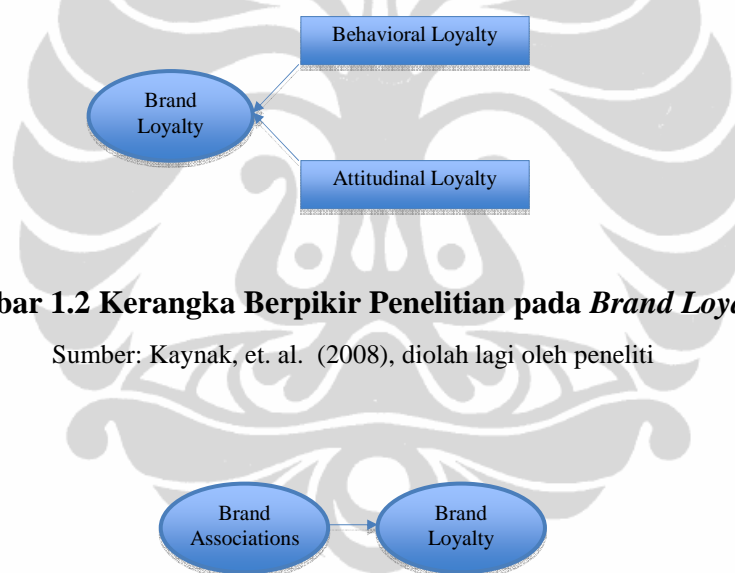 Behavioral Loyalty
Brand
Loyalty
Attitudinal Loyalty
bar 1.2 Kerangka Berpikir Penelitian pada Brand Loy
Sumber: Kaynak, et. al. (2008), diolah lagi oleh peneliti
Brand
Associations
Brand
Loyalty